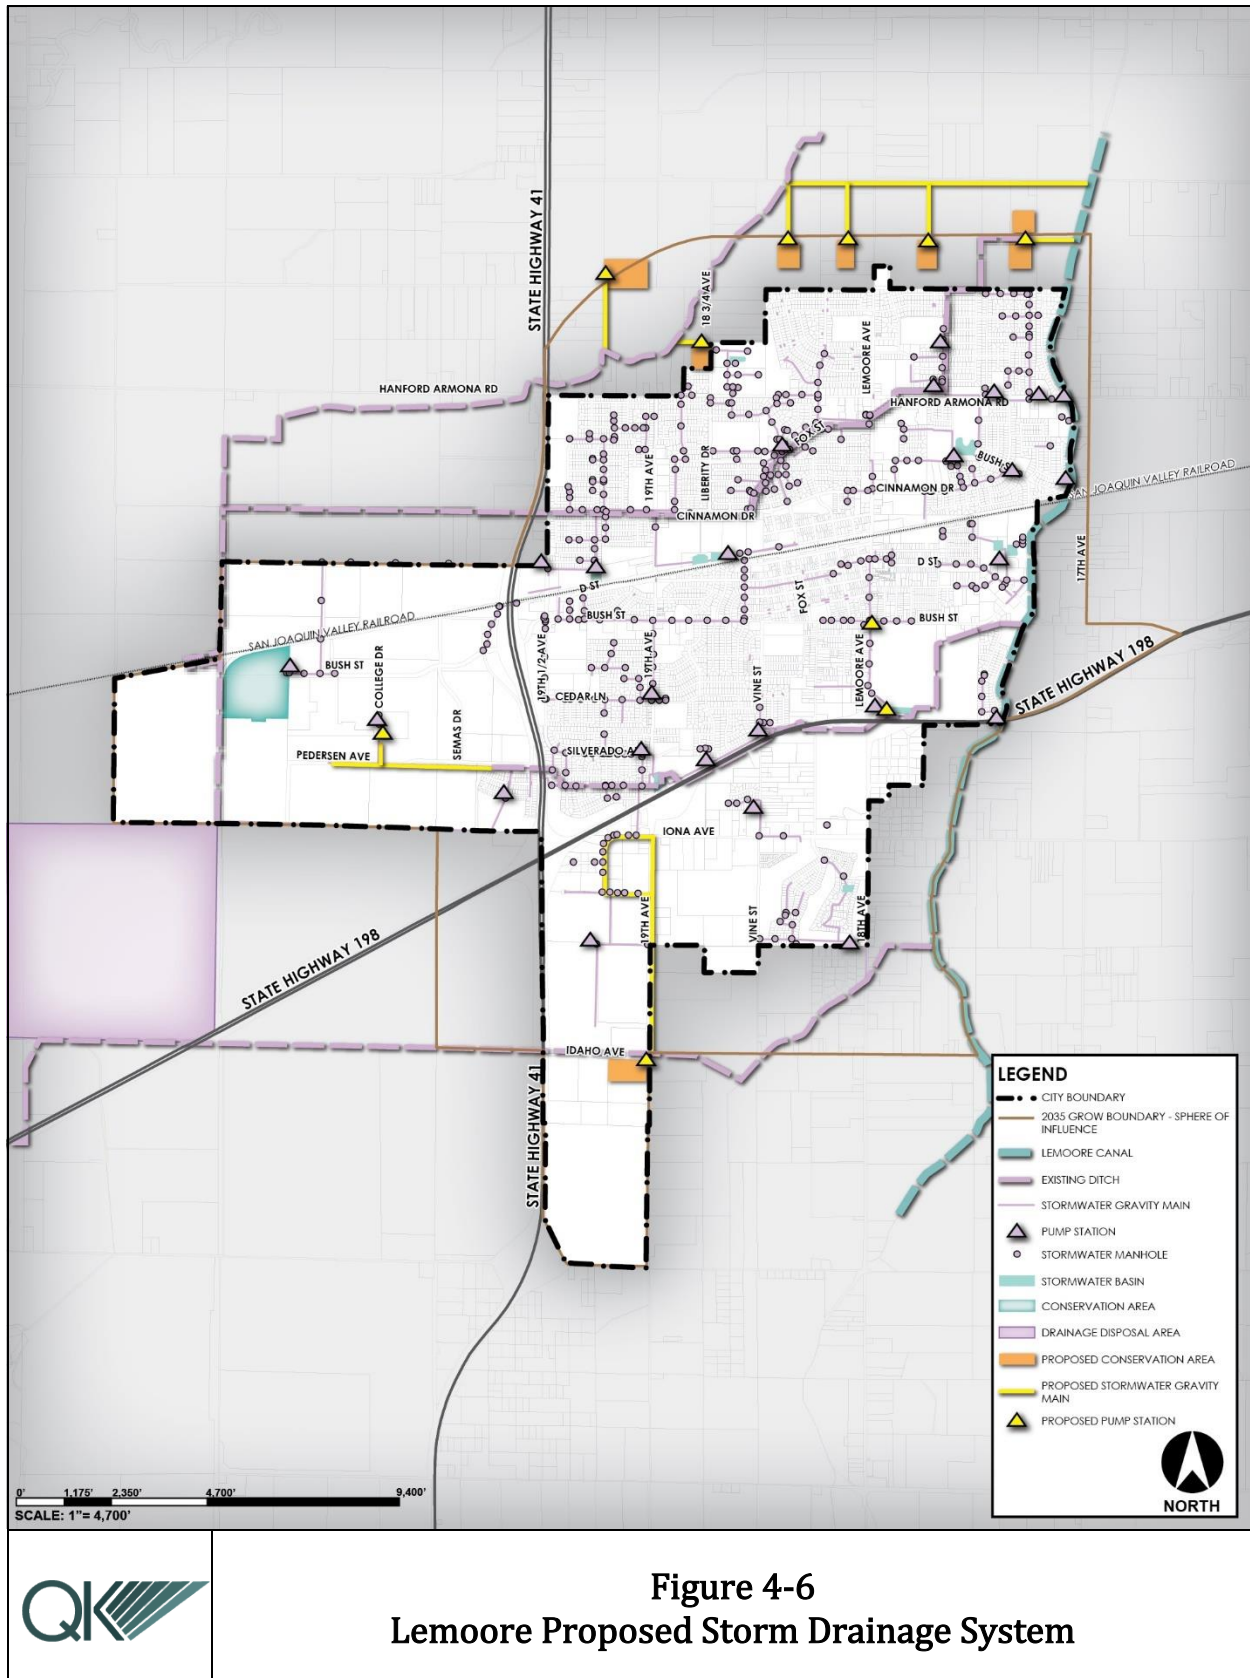 STATE HIGHWAY 41
18 3/4 AVE
LEMOORE AVE
HANFORD ARMONA RD
HANFORD ARMONA RD
FOX ST
LIBERITY DR
19TH AVE
BUSH S
CINNAMON DR
CINNAMON DR
SAN JOAQUIN VALLEY RAILROAD
17TH AVE
D ST
D ST
FOX ST
BUSH ST
BUSH ST
SAN JOAQUIN VALLEY RAILROAD
BUSH ST
COLLEGE DR
19TH 1/2 AVE
19TH AVE
CEDAR LN
VINE ST
LEMOORE AVE
STATE HIGHWAY 198
SEMAS DR
PEDERSEN AVE
SILVERADO A
IONA AVE
19TH AVE
VINE ST
18TH AVE
STATE HIGHWAY 198
IDAHO AVE
STATE HIGHWAY 41
LEGEND
CITY BOUNDARY
2035 GROW BOUNDARY - SPHERE OF
INFLUENCE
LEMOORE CANAL
EXISTING DITCH
STORMWATER GRAVITY MAIN
PUMP STATION
STORMWATER MANHOLE
STORMWATER BASIN
CONSERVATION AREA
DRAINAGE DISPOSAL AREA
PROPOSED CONSERVATION AREA
PROPOSED STORMWATER GRAVITY
MAIN
PROPOSED PUMP STATION
NORTH
0' 1,175' 2,350' 4,700' 9,400'
SCALE: 1"= 4,700'
QK
Figure 4-6
Lemoore Proposed Storm Drainage System